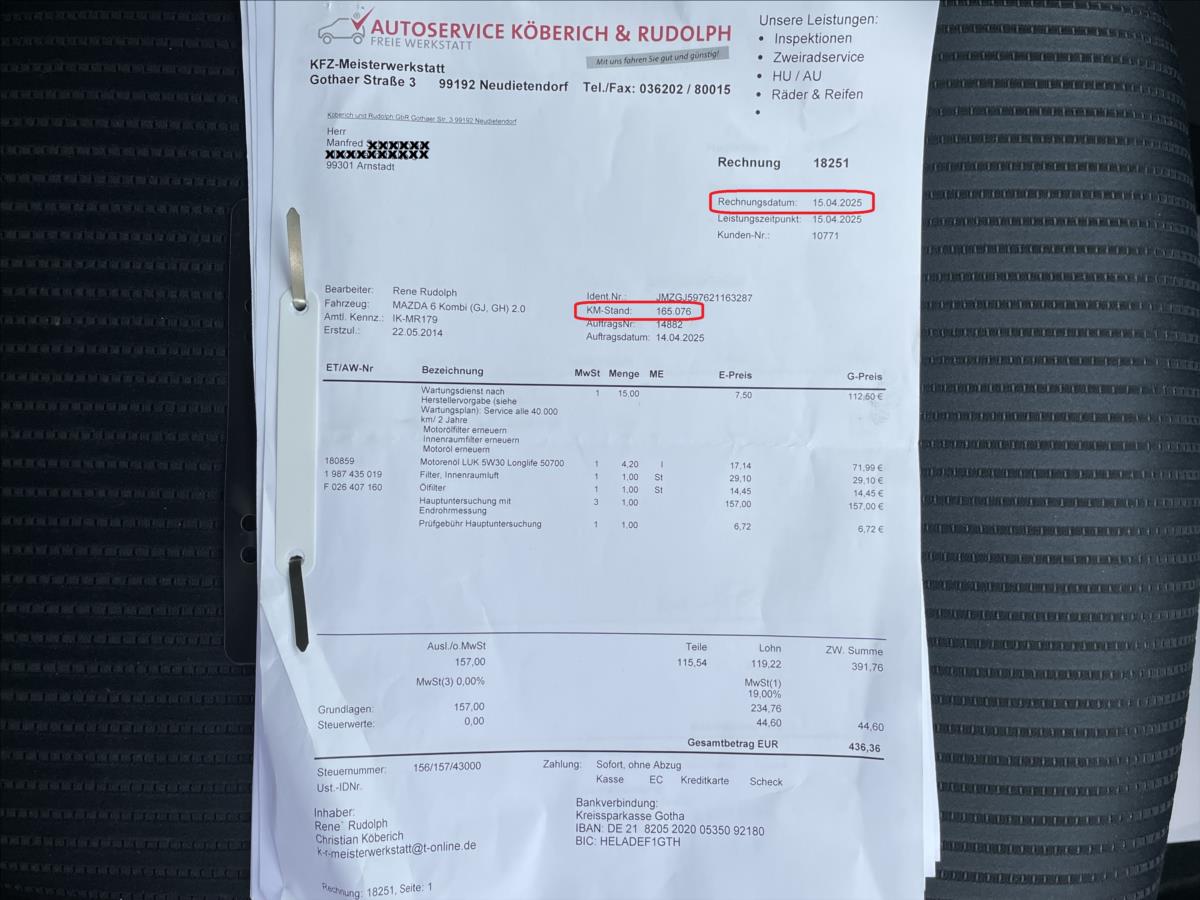 AUTOSERVICE KÖBERICH & RUDOLPH
FREIE WERKSTATT
Mit uns fahren Sie gut und günstig!
KFZ-Meisterwerkstatt
Gothaer Straße 3 99192 Neudietendorf Tel./Fax: 036202 / 80015
Unsere Leistungen:
• Inspektionen
• Zweiradservice
• HU / AU
• Räder & Reifen
•
Köberich und Rudolph GbR Gothaer Str. 3 99192 Neudietendorf
Herr
Manfred XXXXXX
XXXXXXXXXX
99301 Arnstadt
Rechnung 18251
Rechnungsdatum: 15.04.2025
Leistungszeitpunkt: 15.04.2025
Kunden-Nr.: 10771
Bearbeiter: Rene Rudolph
Fahrzeug: MAZDA 6 Kombi (GJ, GH) 2.0
Amtl. Kennz.: IK-MR179
Erstzul.: 22.05.2014
Ident.Nr.: JMZGJ597621163287
KM-Stand: 165.076
AuftragsNr: 14882
Auftragsdatum: 14.04.2025
ET/AW-Nr Bezeichnung MwSt Menge ME E-Preis G-Preis
Wartungsdienst nach 1 15,00 7,50 112,50 €
Herstellervorgabe (siehe
Wartungsplan): Service alle 40.000
km/ 2 Jahre
Motorölfilter erneuern
Innenraumfilter erneuern
Motoröl erneuern
180859 Motorenöl LUK 5W30 Longlife 50700 1 4,20 l 17,14 71,99 €
1 987 435 019 Filter, Innenraumluft 1 1,00 St 29,10 29,10 €
F 026 407 160 Ölfilter 1 1,00 St 14,45 14,45 €
Hauptuntersuchung mit 3 1,00 157,00 157,00 €
Endrohrmessung
Prüfgebühr Hauptuntersuchung 1 1,00 6,72 6,72 €
Ausl./o.MwSt Teile Lohn ZW. Summe
157,00 115,54 119,22 391,76
MwSt(3) 0,00% MwSt(1)
19,00%
Grundlagen: 157,00 234,76
Steuerwerte: 0,00 44,60 44,60
Gesamtbetrag EUR 436,36
Steuernummer: 156/157/43000
Ust.-IDNr.
Zahlung: Sofort, ohne Abzug
Kasse EC Kreditkarte Scheck
Inhaber:
Rene` Rudolph
Christian Köberich
k-r-meisterwerkstatt@t-online.de
Bankverbindung:
Kreissparkasse Gotha
IBAN: DE 21 8205 2020 05350 92180
BIC: HELADEF1GTH
Rechnung: 18251, Seite: 1